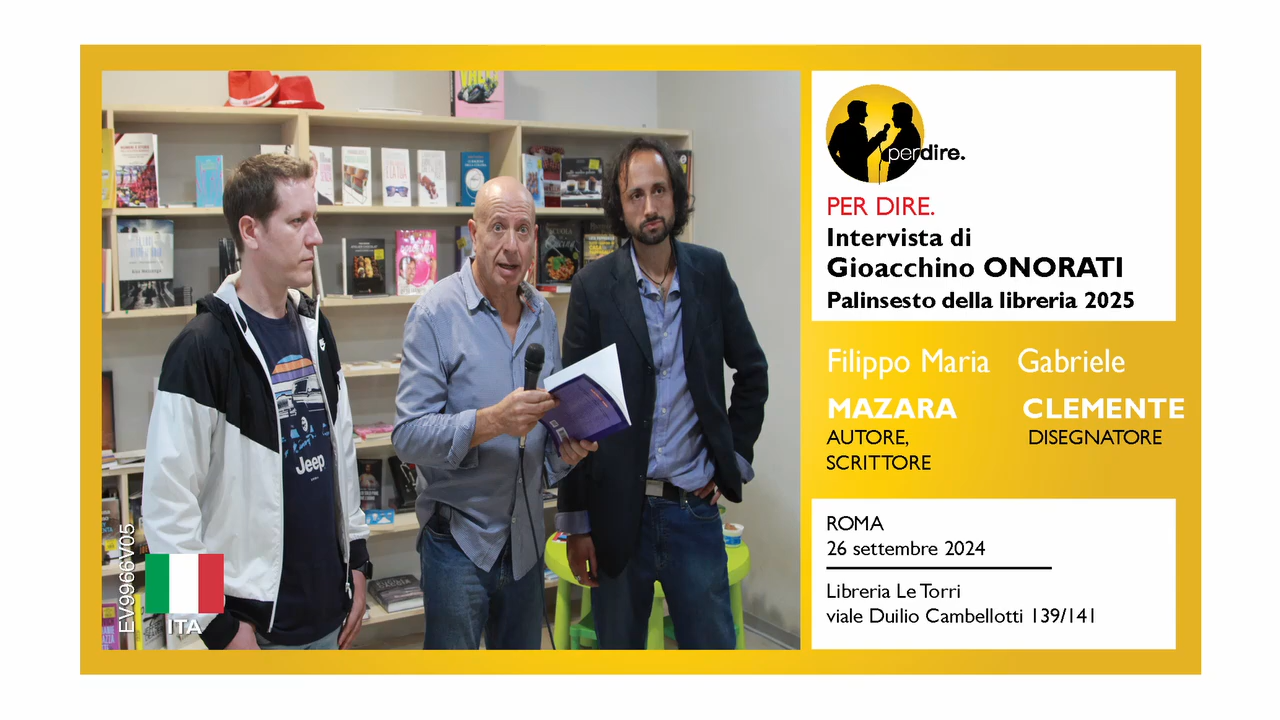 perdire.
PER DIRE.
Intervista di
Gioacchino ONORATI
Palinsesto della libreria 2025
Filippo Maria Gabriele
MAZARA CLEMENTE
AUTORE, DISEGNATORE
SCRITTORE
ROMA
26 settembre 2024
Libreria Le Torri
viale Duilio Cambellotti 139/141
EV9966V05
ITA
Jeep